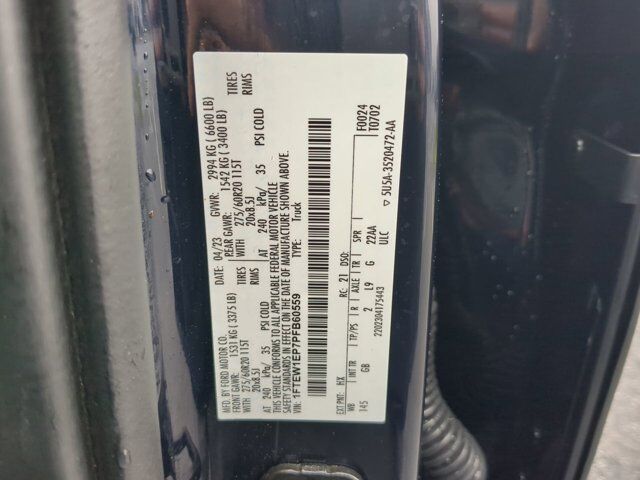 MFD. BY FORD MOTOR CO.
DATE: 04/23
GVWR: 2994 KG ( 6600 LB)
FRONT GAWR: 1531 KG ( 3375 LB)
REAR GAWR: 1542 KG ( 3400 LB)
WITH 275/60R20 115T TIRES
WITH 275/60R20 115T TIRES
20x8.5J RIMS
20x8.5J RIMS
AT 240 kPa/ 35 PSI COLD
AT 240 kPa/ 35 PSI COLD
THIS VEHICLE CONFORMS TO ALL APPLICABLE FEDERAL MOTOR VEHICLE
SAFETY STANDARDS IN EFFECT ON THE DATE OF MANUFACTURE SHOWN ABOVE.
VIN: 1FTEW1EP7PFB60559
TYPE: Truck
F0024
T0702
EXT PNT: HX RC: 21 DSO:
WB INT TR TP/PS R AXLE TR SPR
145 GB 2 L9 G 22AA
ULC
▽ 5U5A-3520472-AA
2202304175443